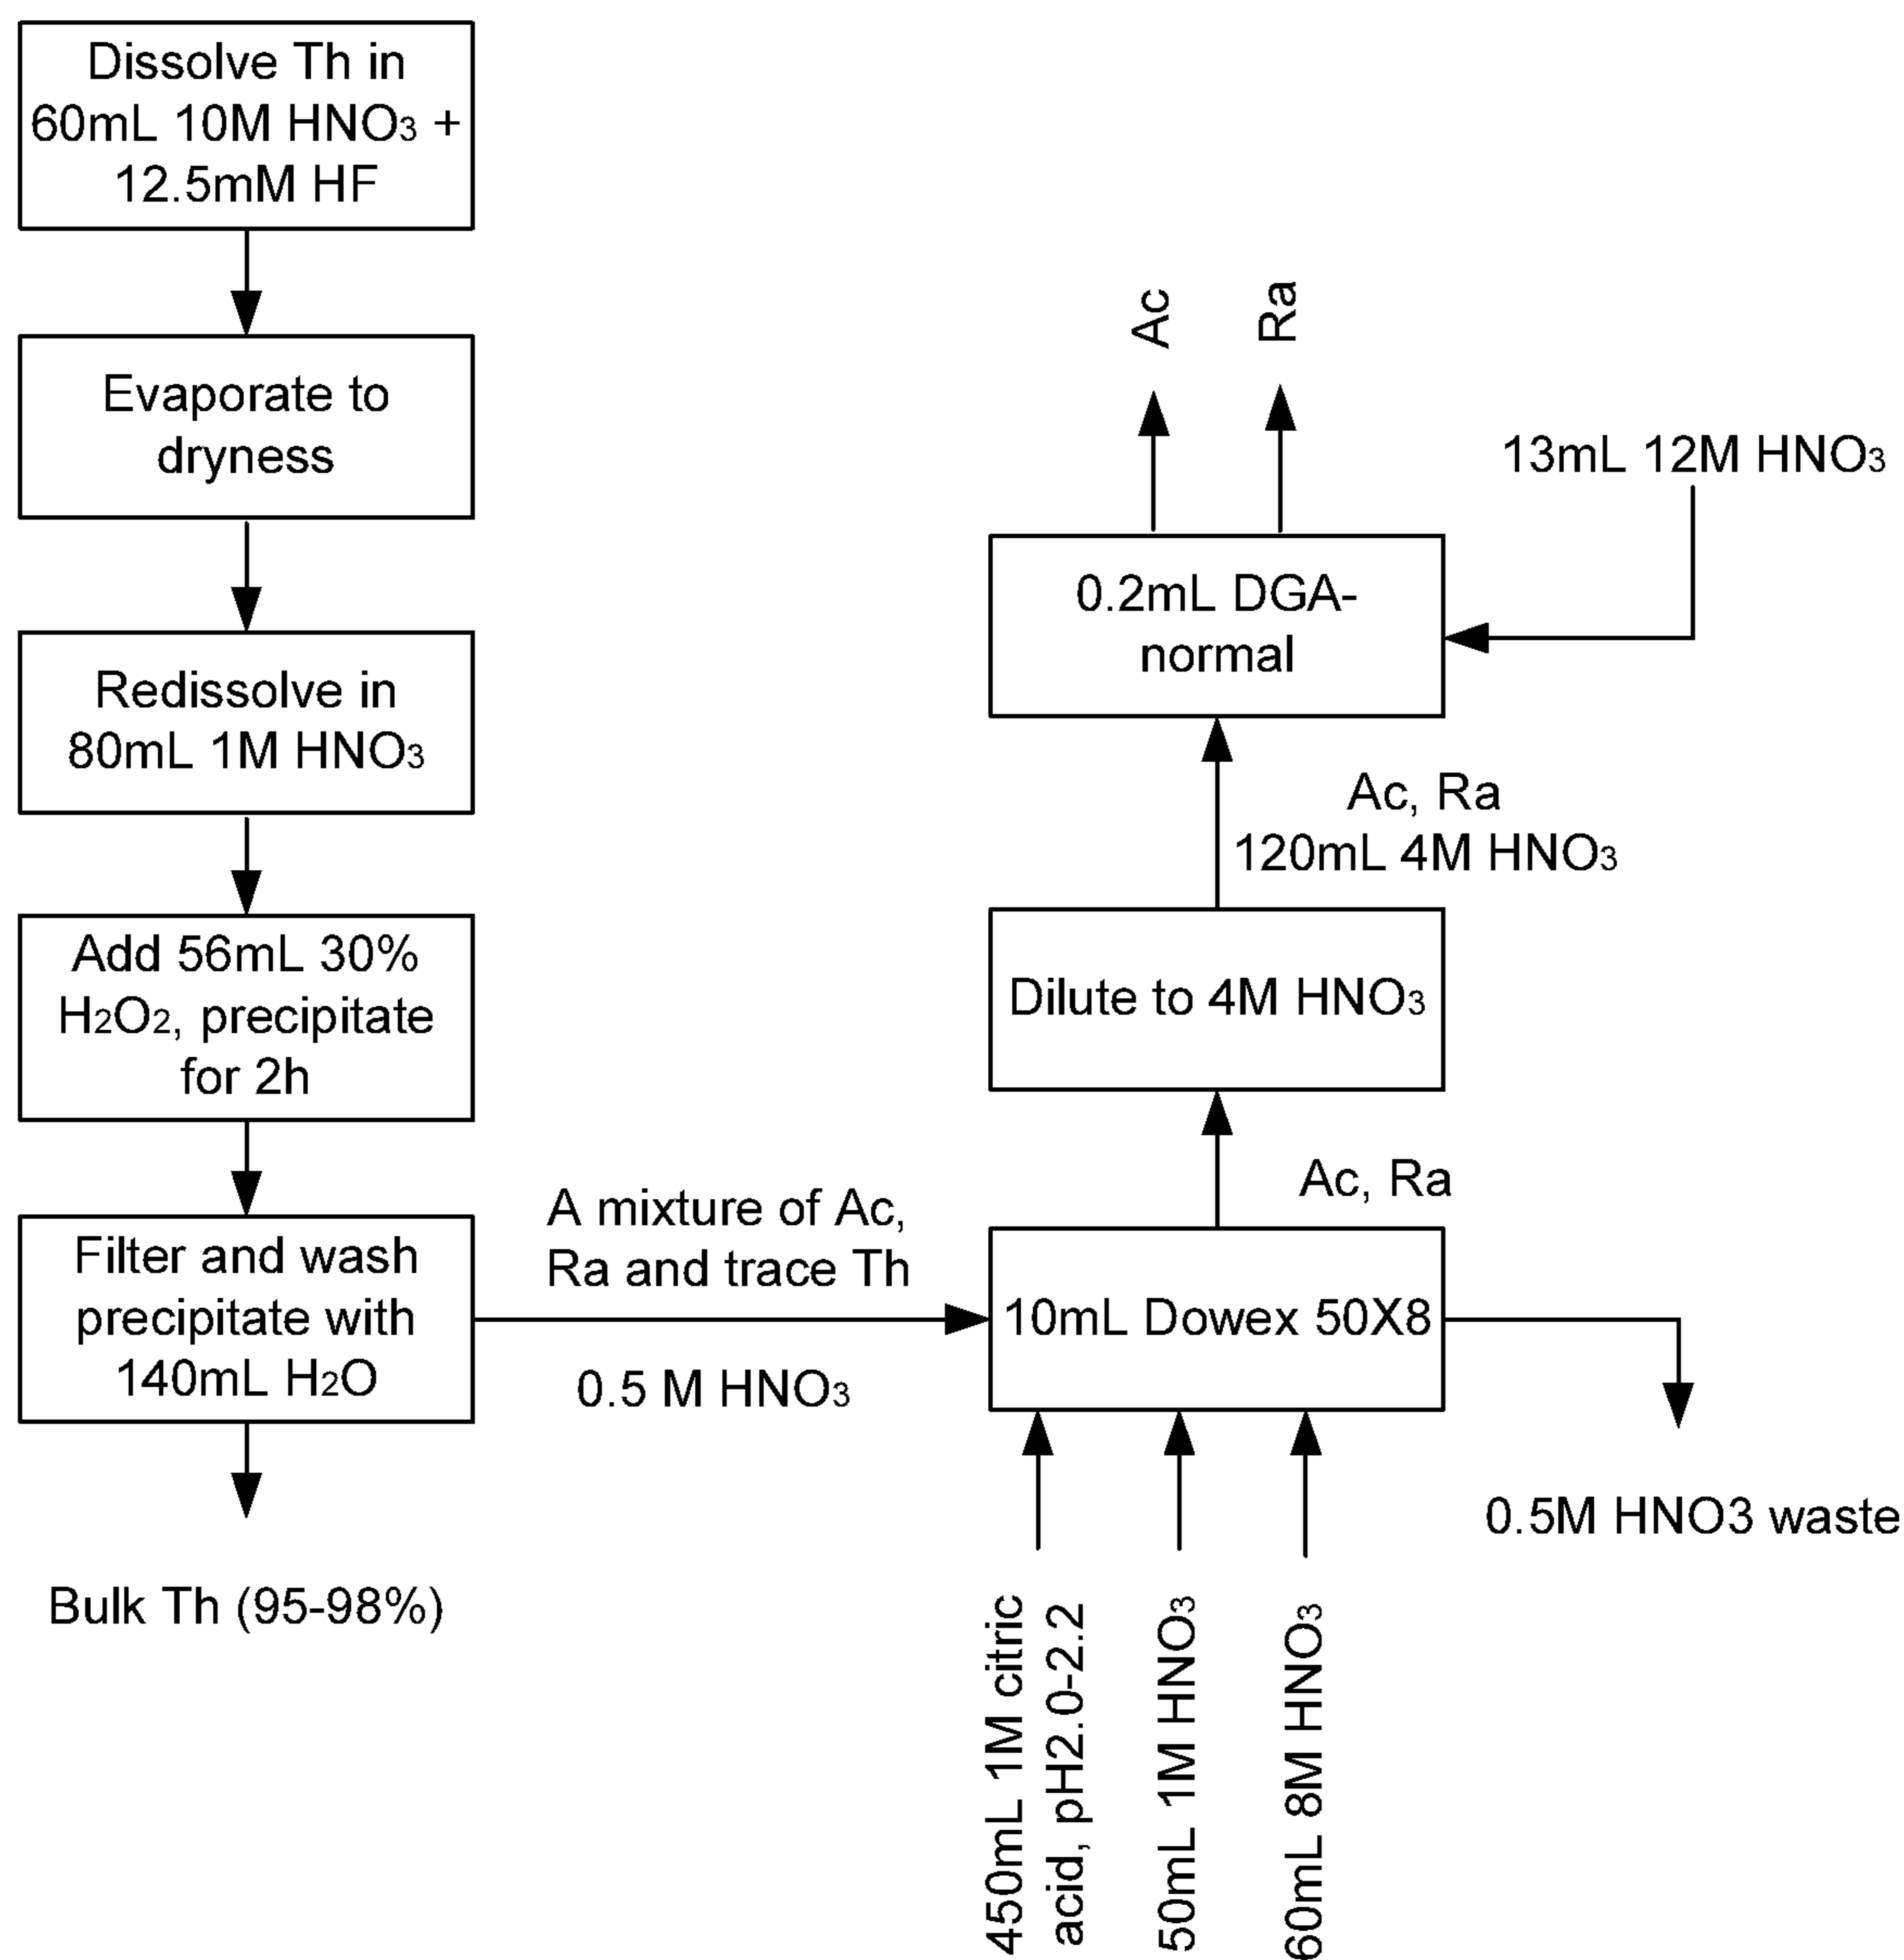 Dissolve Th in
60mL 10M HNO₃ +
12.5mM HF
Evaporate to
dryness
Redissolve in
80mL 1M HNO₃
Add 56mL 30%
H₂O₂, precipitate
for 2h
Filter and wash
precipitate with
140mL H₂O
Bulk Th (95-98%)
A mixture of Ac,
Ra and trace Th
0.5 M HNO₃
10mL Dowex 50X8
450mL 1M citric
acid, pH2.0-2.2
50mL 1M HNO₃
60mL 8M HNO₃
0.5M HNO3 waste
Ac, Ra
Dilute to 4M HNO₃
Ac, Ra
120mL 4M HNO₃
0.2mL DGA-
normal
13mL 12M HNO₃
Ac
Ra